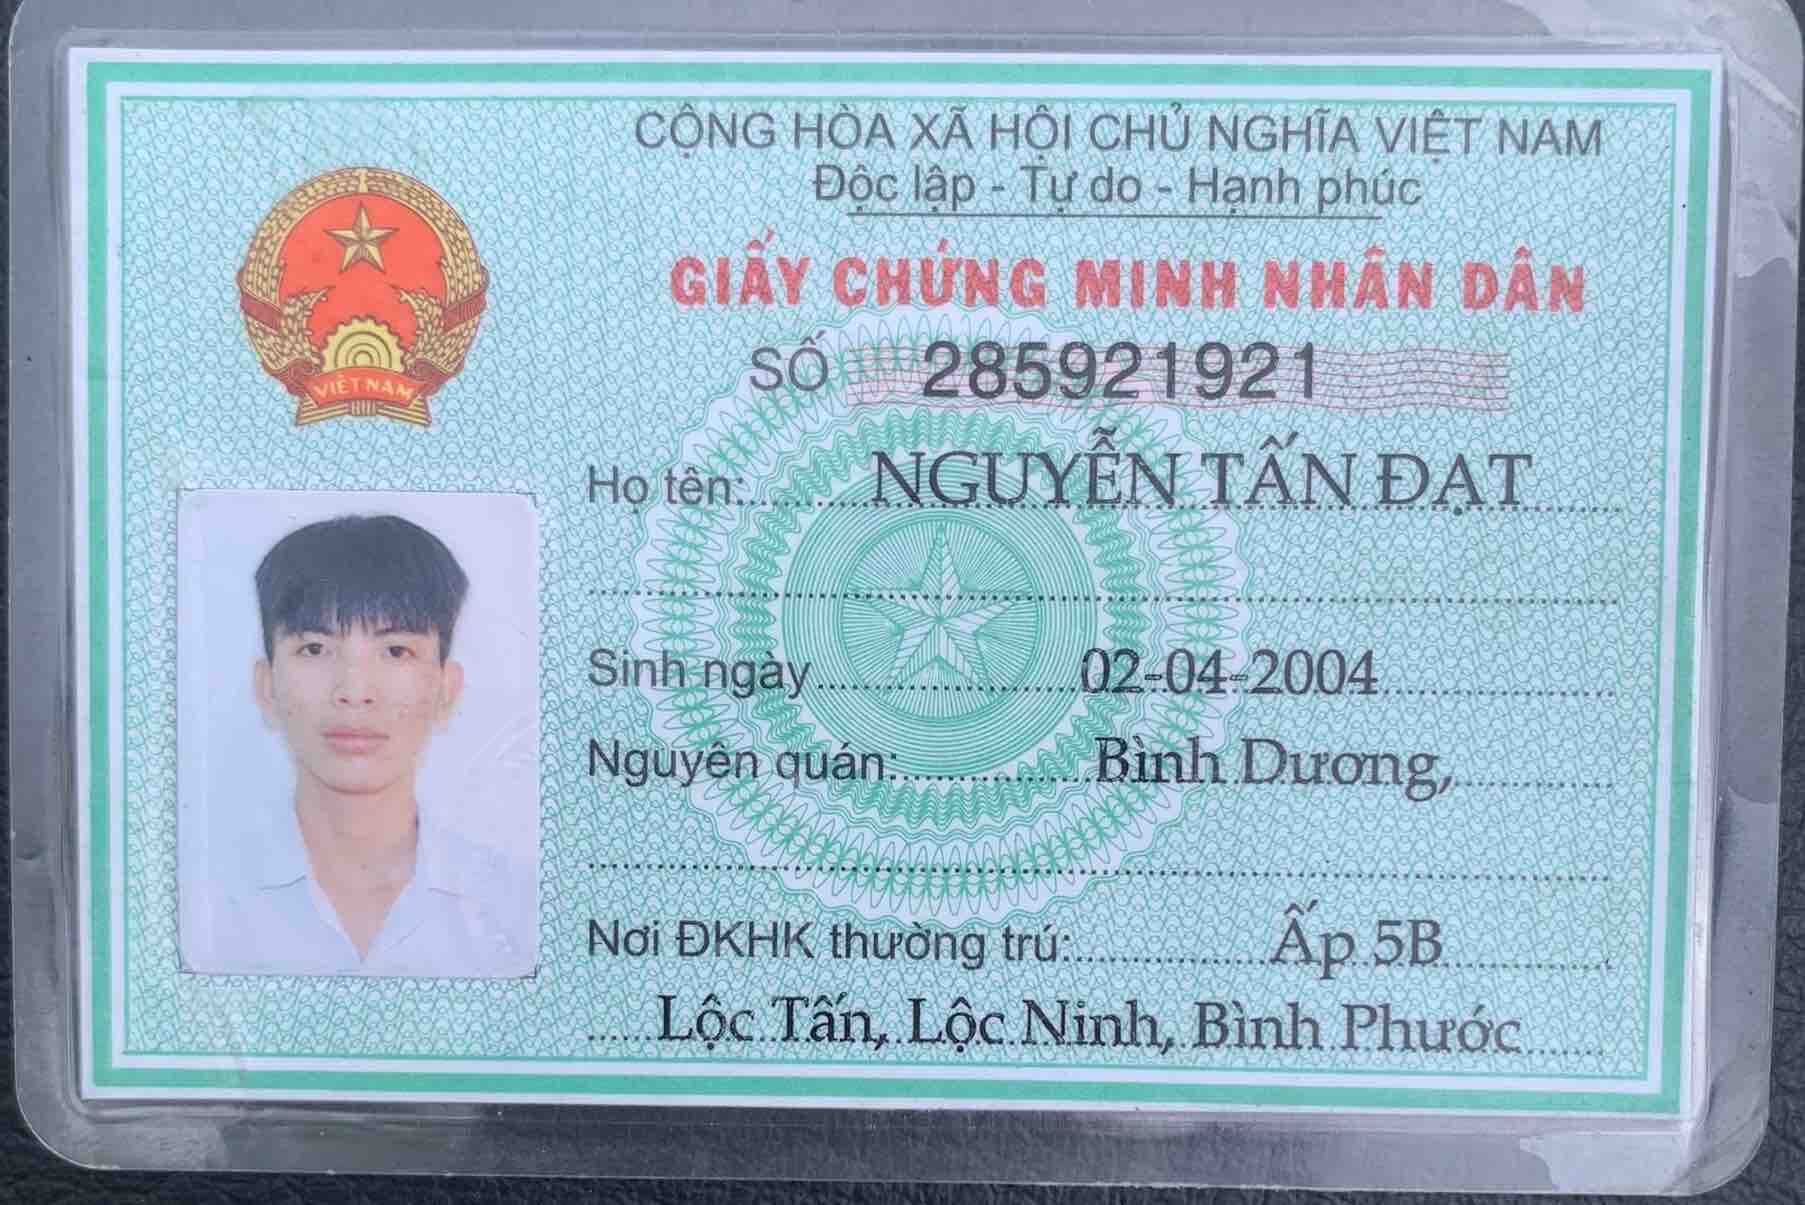 CỘNG HÒA XÃ HỘI CHỦ NGHĨA VIỆT NAM
Độc lập - Tự do - Hạnh phúc
GIẤY CHỨNG MINH NHÂN DÂN
SỐ 285921921
Họ tên: NGUYỄN TẤN ĐẠT
Sinh ngày 02-04-2004
Nguyên quán: Bình Dương,
Nơi ĐKHK thường trú: Ấp 5B
Lộc Tấn, Lộc Ninh, Bình Phước
VIỆT NAM